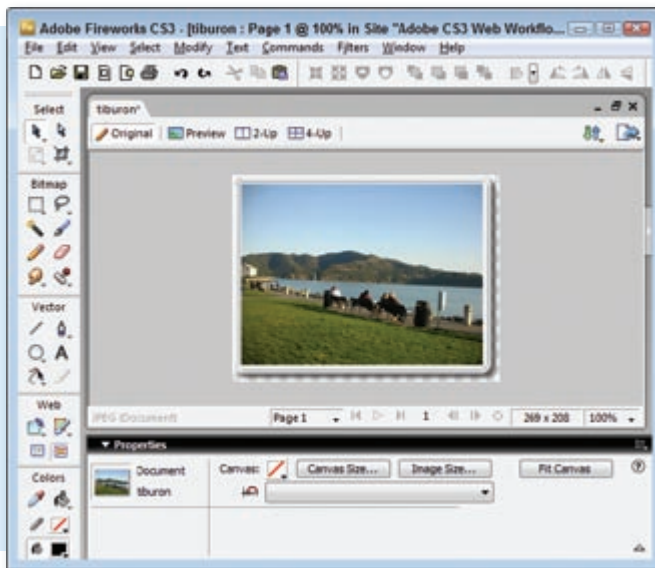 Adobe Fireworks CS3 - [tiburon : Page 1 @ 100% in Site "Adobe CS3 Web Workflo...
File Edit View Select Modify Text Commands Filters Window Help
Select
tiburon*
Original Preview 2-Up 4-Up
Bitmap
Vector
Web
Colors
JPEG (Document) Page 1 1 269 x 208 100%
Properties
Document Canvas: Canvas Size... Image Size... Fit Canvas
tiburon